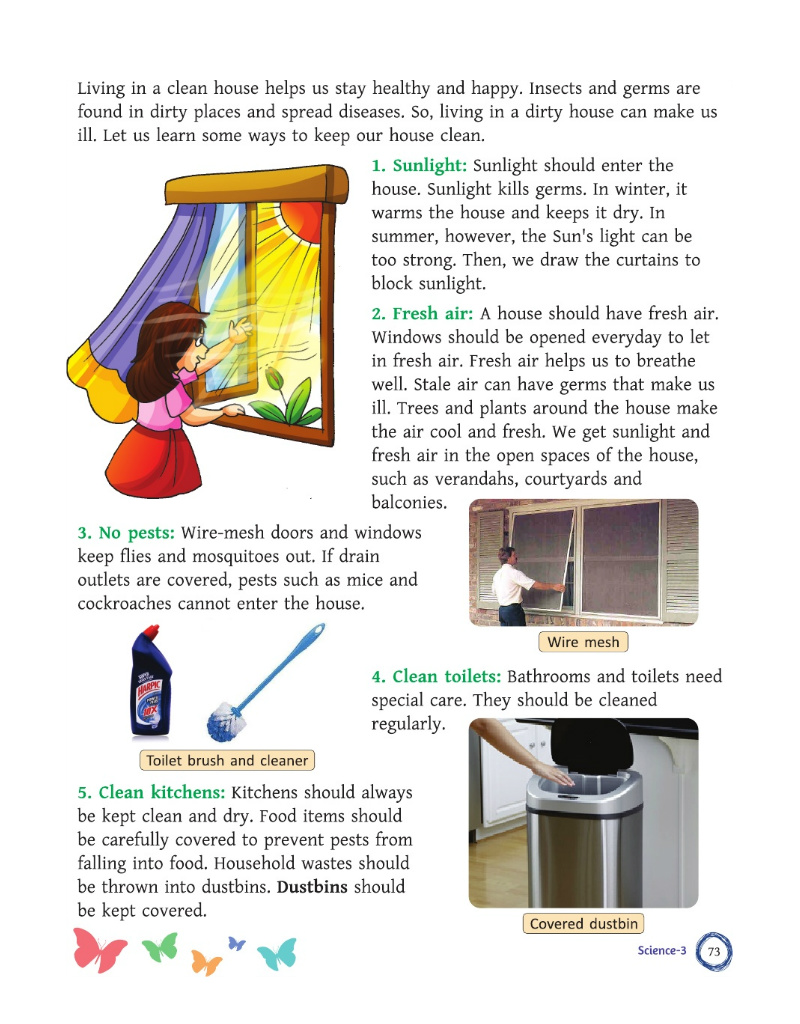 Living in a clean house helps us stay healthy and happy. Insects and germs are
found in dirty places and spread diseases. So, living in a dirty house can make us
ill. Let us learn some ways to keep our house clean.
1. Sunlight: Sunlight should enter the
house. Sunlight kills germs. In winter, it
warms the house and keeps it dry. In
summer, however, the Sun's light can be
too strong. Then, we draw the curtains to
block sunlight.
2. Fresh air: A house should have fresh air.
Windows should be opened everyday to let
in fresh air. Fresh air helps us to breathe
well. Stale air can have germs that make us
ill. Trees and plants around the house make
the air cool and fresh. We get sunlight and
fresh air in the open spaces of the house,
such as verandahs, courtyards and
balconies.
3. No pests: Wire-mesh doors and windows
keep flies and mosquitoes out. If drain
outlets are covered, pests such as mice and
cockroaches cannot enter the house.
Wire mesh
HARPIC
10X
Toilet brush and cleaner
4. Clean toilets: Bathrooms and toilets need
special care. They should be cleaned
regularly.
5. Clean kitchens: Kitchens should always
be kept clean and dry. Food items should
be carefully covered to prevent pests from
falling into food. Household wastes should
be thrown into dustbins. Dustbins should
be kept covered.
Covered dustbin
Science-3
73